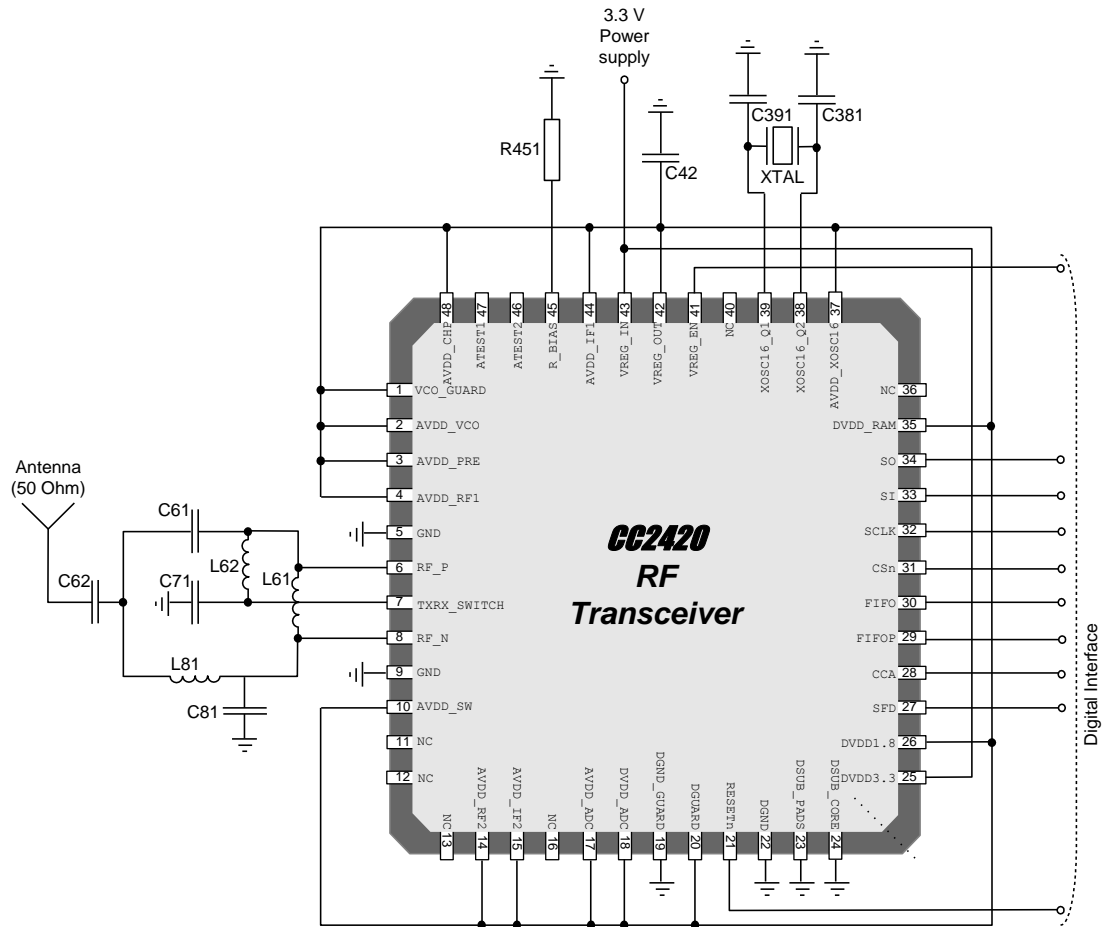 3.3 V
Power
supply
C391
C381
R451
C42
XTAL
48
47
46
45
44
43
42
41
40
39
38
37
AVDD_CHP
ATEST1
ATEST2
R_BIAS
AVDD_IF1
VREG_IN
VREG_OUT
VREG_EN
NC
XOSC16_Q1
XOSC16_Q2
AVDD_XOSC16
1 VCO_GUARD
2 AVDD_VCO
3 AVDD_PRE
4 AVDD_RF1
5 GND
6 RF_P
7 TXRX_SWITCH
8 RF_N
9 GND
10 AVDD_SW
11 NC
12 NC
NC 36
DVDD_RAM 35
SO 34
SI 33
SCLK 32
CSn 31
FIFO 30
FIFOP 29
CCA 28
SFD 27
DVDD1.8 26
DVDD3.3 25
Antenna
(50 Ohm)
C61
L62
L61
C62
C71
L81
C81
CC2420
RF
Transceiver
Digital Interface
NC
AVDD_RF2
AVDD_IF2
NC
AVDD_ADC
DVDD_ADC
DGND_GUARD
DGUARD
RESETn
DGND
DSUB_PADS
DSUB_CORE
13
14
15
16
17
18
19
20
21
22
23
24